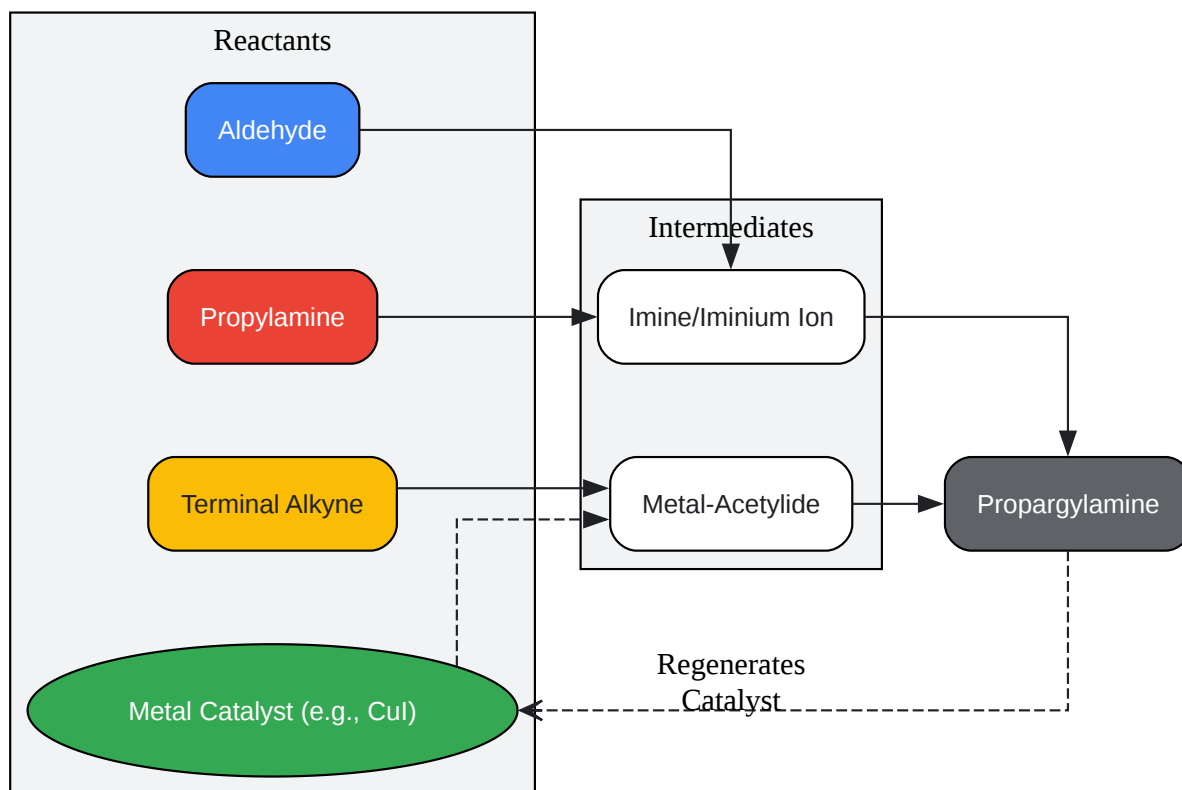 Reactants
Aldehyde
Intermediates
Propylamine
Imine/Iminium Ion
Terminal Alkyne
Metal-Acetylide
Propargylamine
Regenerates
Catalyst
Metal Catalyst (e.g., CuI)